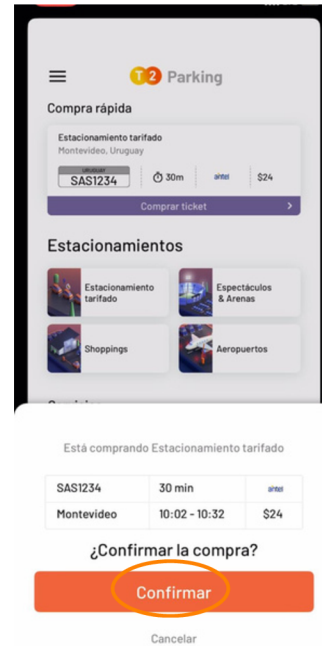 T2 Parking
Compra rápida
Estacionamiento tarifado
Montevideo, Uruguay
URUGUAY
SAS1234 30m antel $24
Comprar ticket >
Estacionamientos
Estacionamiento
tarifado
Espectáculos
& Arenas
Shoppings
Aeropuertos
Está comprando Estacionamiento tarifado
SAS1234 30 min antel
Montevideo 10:02 - 10:32 $24
¿Confirmar la compra?
Confirmar
Cancelar